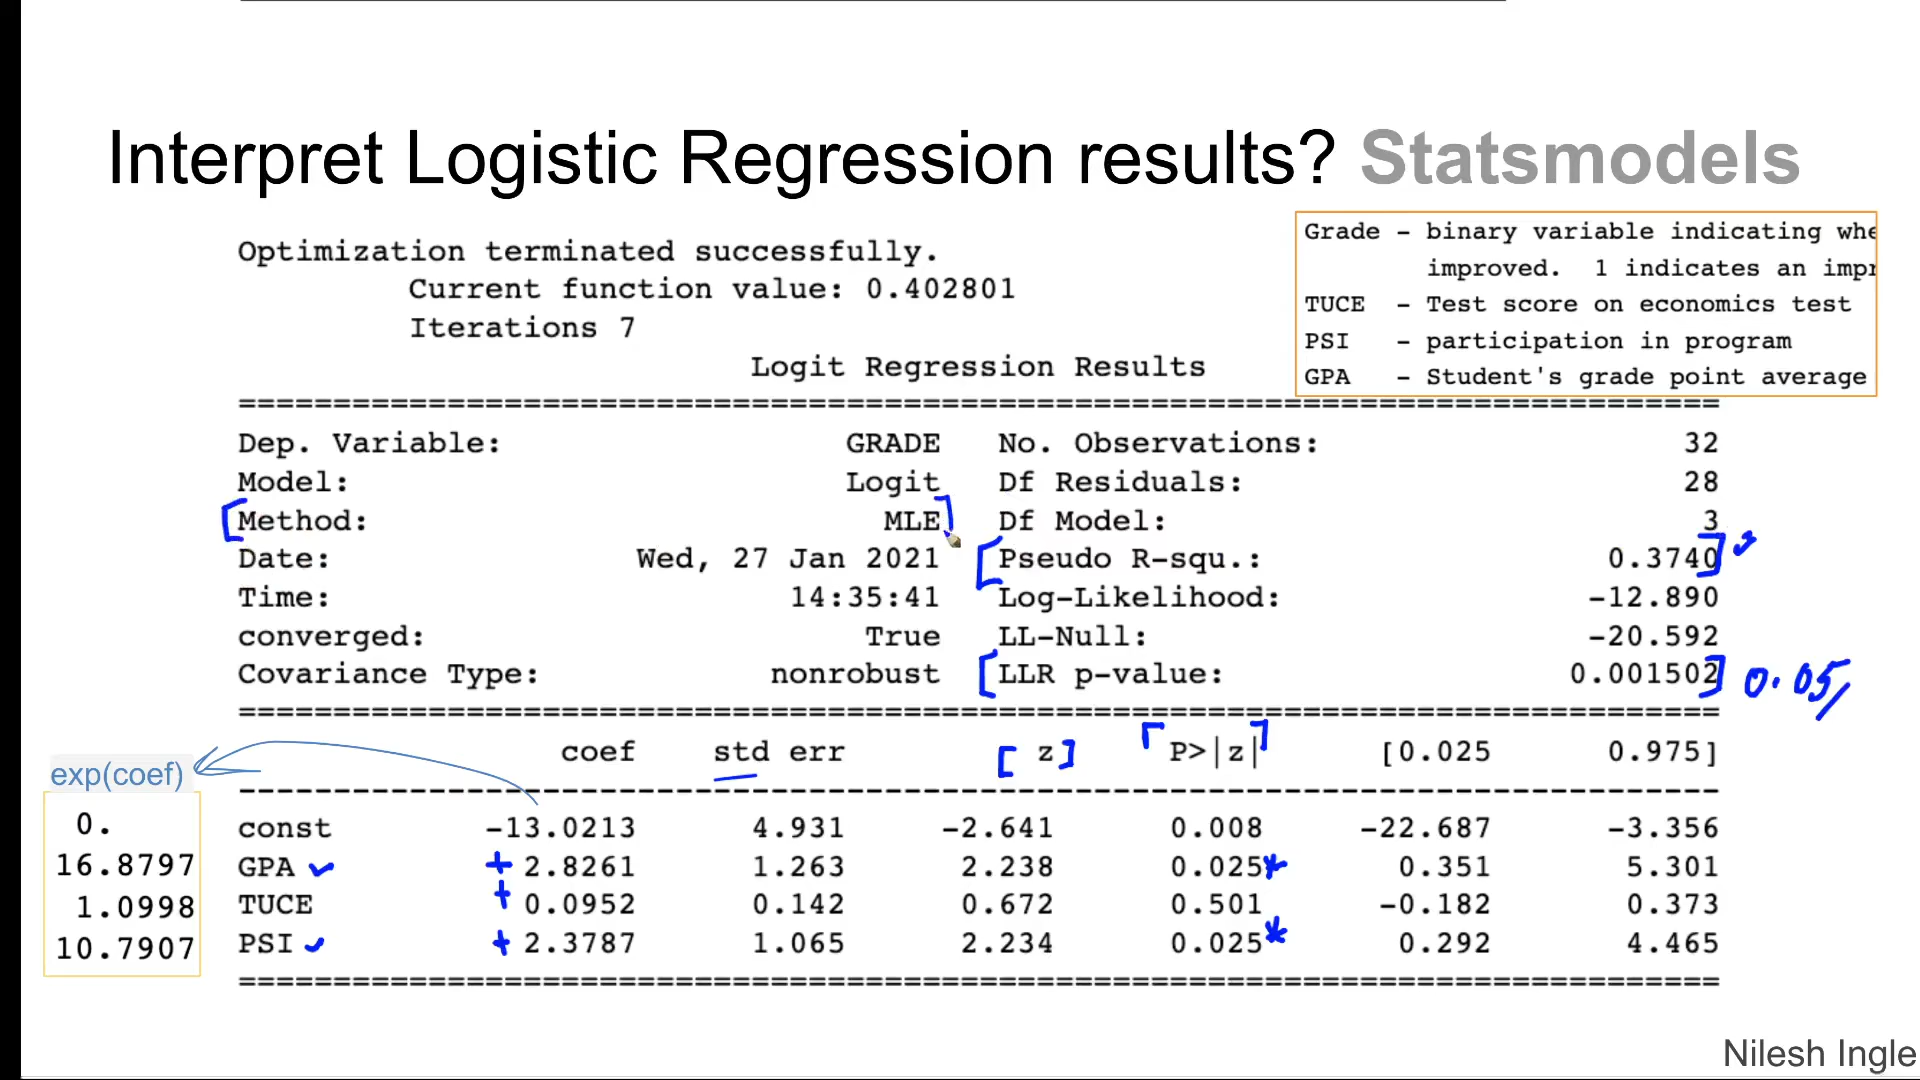 Interpret Logistic Regression results? Statsmodels
Grade - binary variable indicating whe
improved. 1 indicates an impr
TUCE - Test score on economics test
PSI - participation in program
GPA - Student's grade point average
Optimization terminated successfully.
Current function value: 0.402801
Iterations 7
Logit Regression Results
==============================================================================
Dep. Variable: GRADE No. Observations: 32
Model: Logit Df Residuals: 28
[Method: MLE] Df Model: 3
Date: Wed, 27 Jan 2021 [Pseudo R-squ.: 0.3740]
Time: 14:35:41 Log-Likelihood: -12.890
converged: True LL-Null: -20.592
Covariance Type: nonrobust [LLR p-value: 0.001502] 0.05
==============================================================================
coef std err [z] [P>|z|] [0.025 0.975]
------------------------------------------------------------------------------
const -13.0213 4.931 -2.641 0.008 -22.687 -3.356
GPA ✓ + 2.8261 1.263 2.238 0.025* 0.351 5.301
TUCE + 0.0952 0.142 0.672 0.501 -0.182 0.373
PSI ✓ + 2.3787 1.065 2.234 0.025* 0.292 4.465
==============================================================================
exp(coef)
0.
16.8797
1.0998
10.7907
Nilesh Ingle